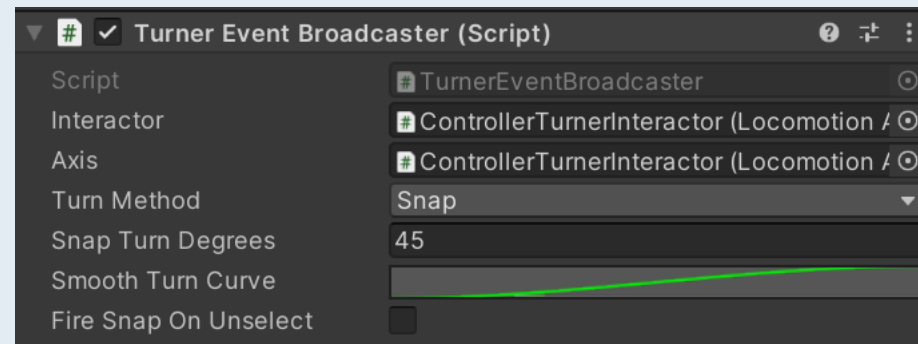 Turner Event Broadcaster (Script)
Script TurnerEventBroadcaster
Interactor ControllerTurnerInteractor (Locomotion A
Axis ControllerTurnerInteractor (Locomotion A
Turn Method Snap
Snap Turn Degrees 45
Smooth Turn Curve
Fire Snap On Unselect